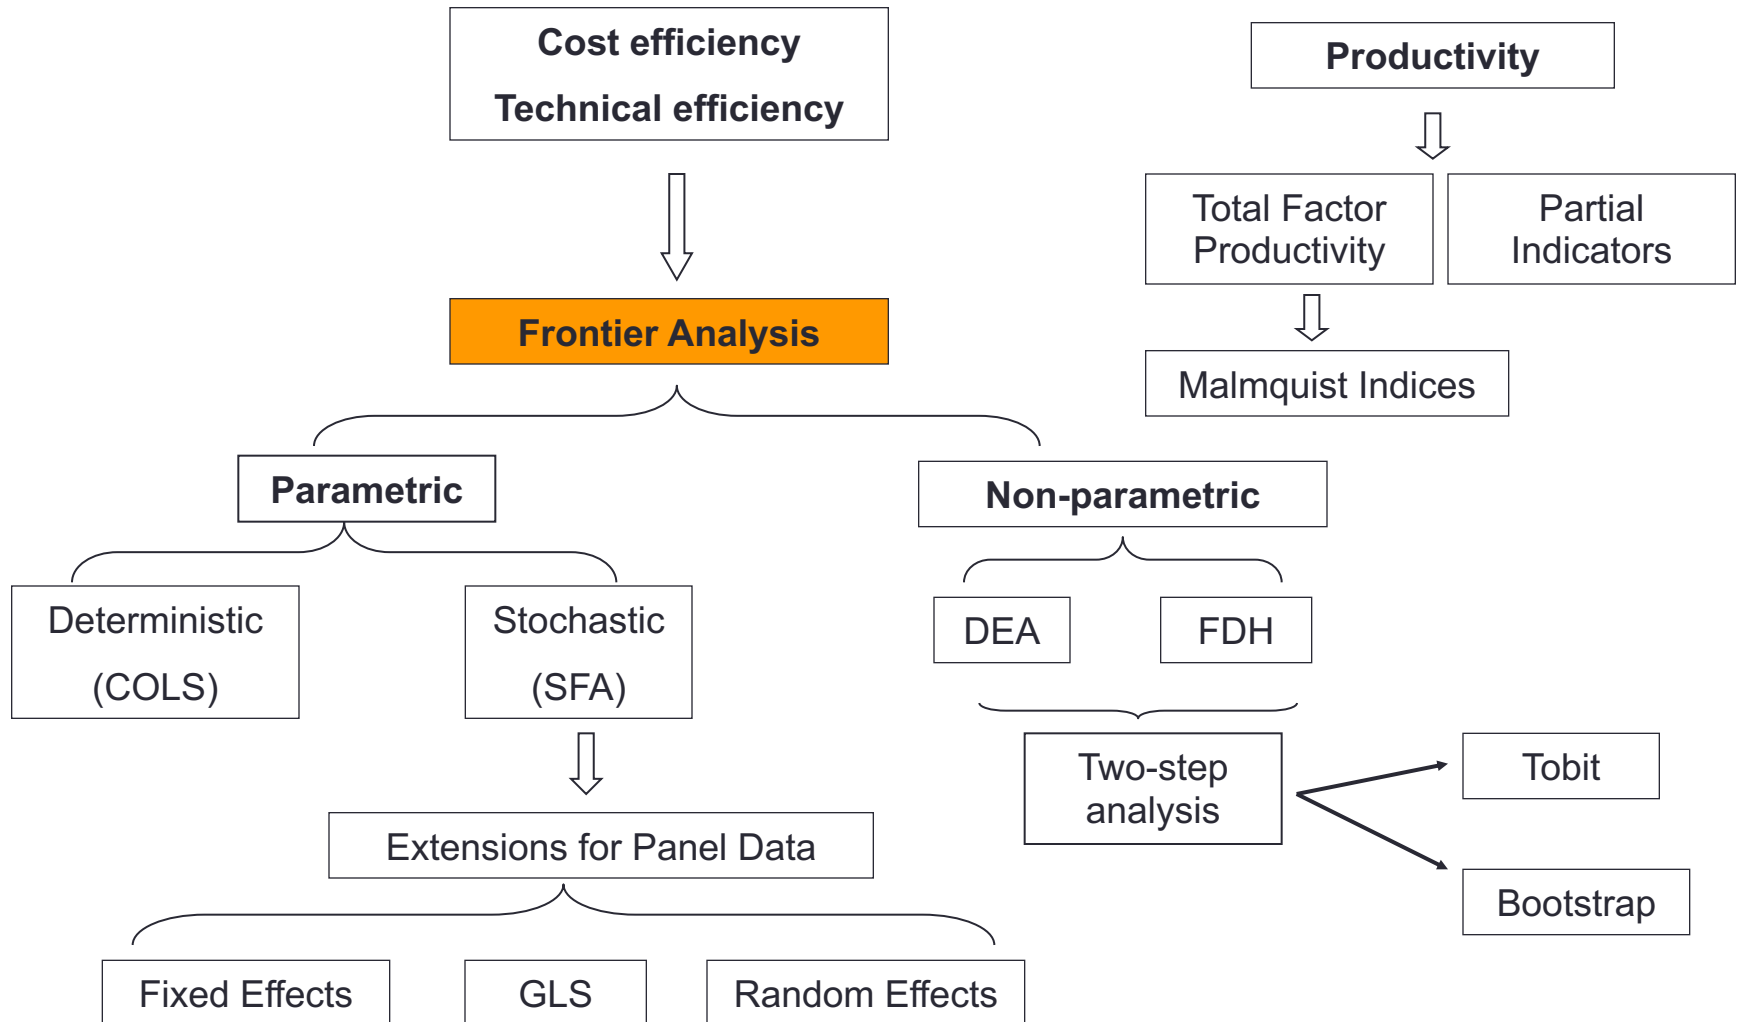 Cost efficiency
Technical efficiency
Productivity
Total Factor
Productivity
Partial
Indicators
Frontier Analysis
Malmquist Indices
Parametric
Non-parametric
Deterministic
(COLS)
Stochastic
(SFA)
DEA
FDH
Two-step
analysis
Tobit
Extensions for Panel Data
Bootstrap
Fixed Effects
GLS
Random Effects